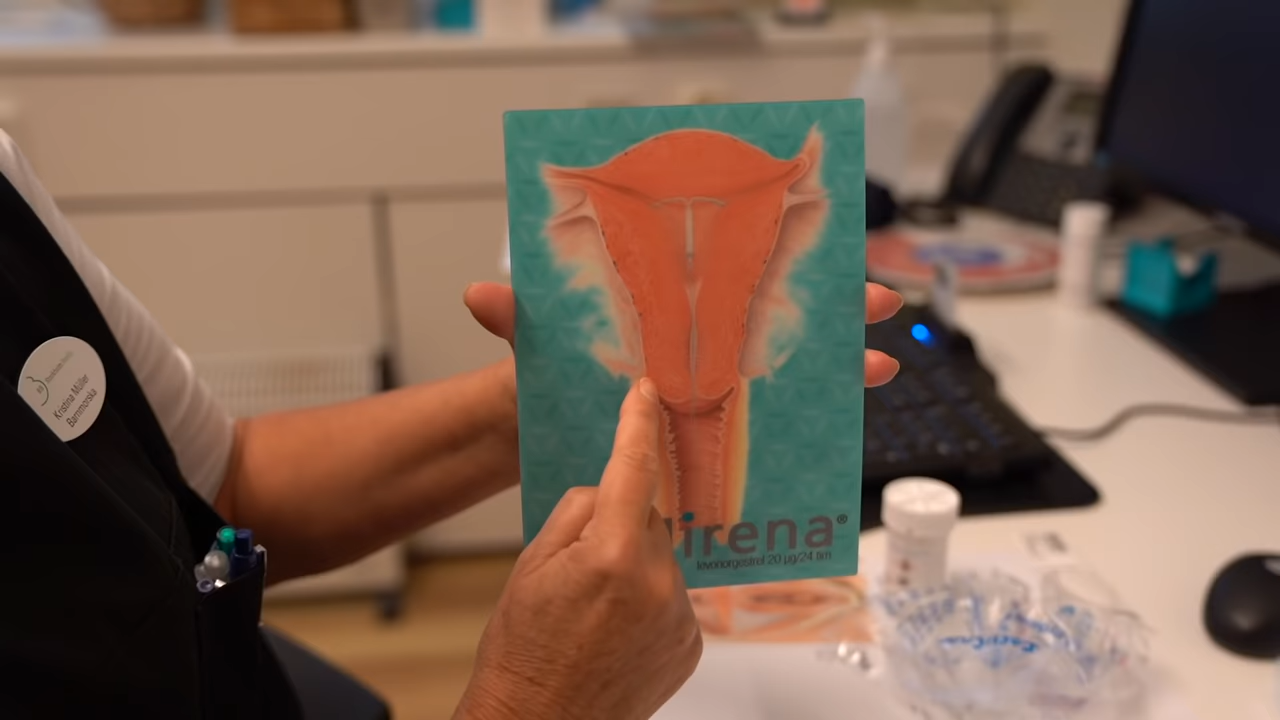 irena®
levonorgestrel 20 µg/24 tim
Kristina Müller
Barnmorska